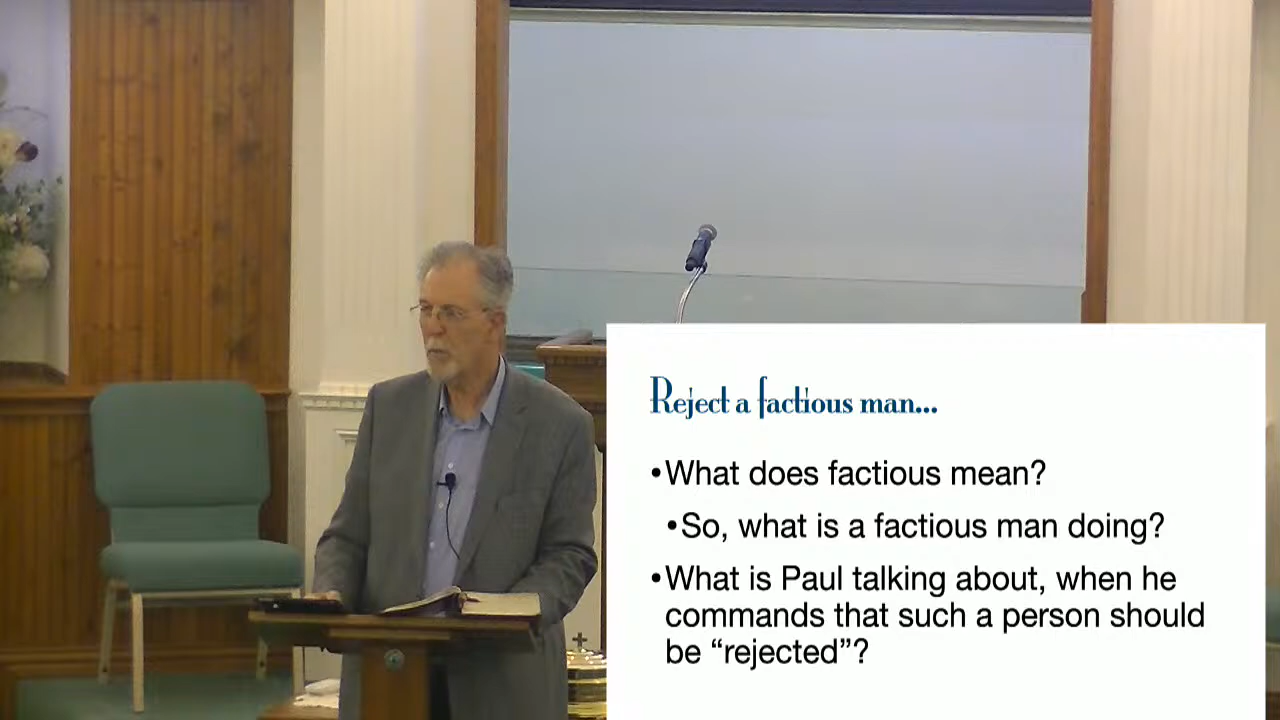 Reject a factious man...
•What does factious mean?
•So, what is a factious man doing?
•What is Paul talking about, when he
commands that such a person should
be “rejected”?